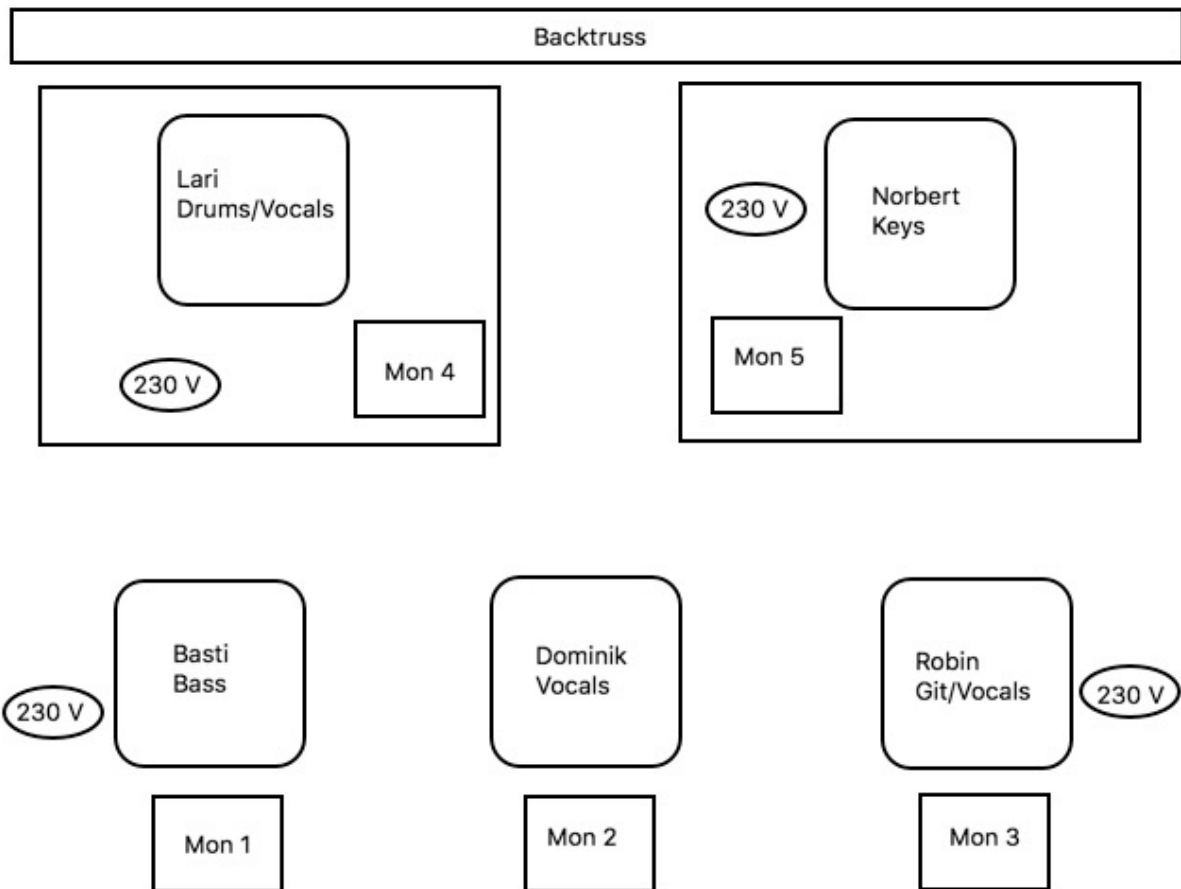 Backtruss
Lari
Drums/Vocals
230 V
Mon 4
230 V
Norbert
Keys
Mon 5
230 V
Basti
Bass
Mon 1
Dominik
Vocals
Mon 2
Robin
Git/Vocals
230 V
Mon 3